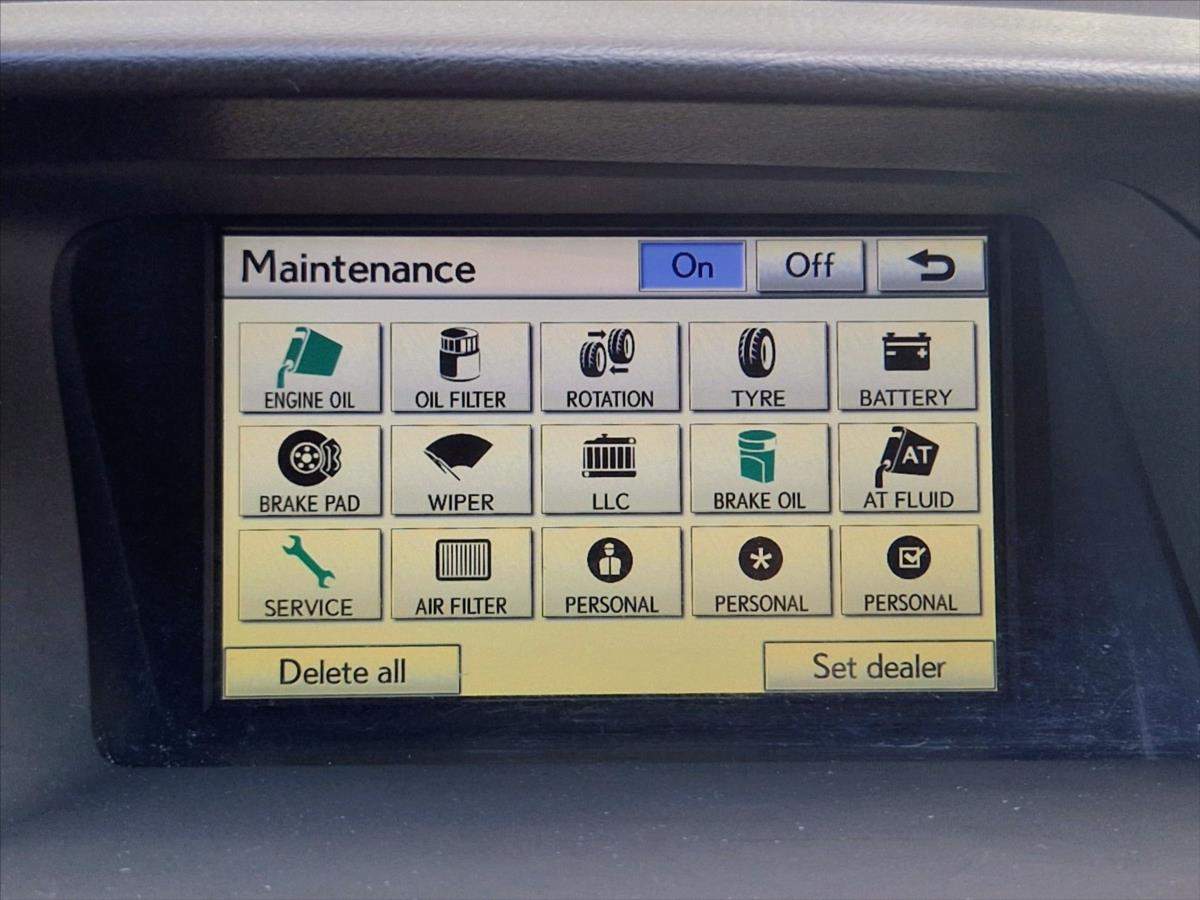 Maintenance On Off
ENGINE OIL OIL FILTER ROTATION TYRE BATTERY
AT
BRAKE PAD WIPER LLC BRAKE OIL AT FLUID
SERVICE AIR FILTER PERSONAL PERSONAL PERSONAL
Delete all Set dealer